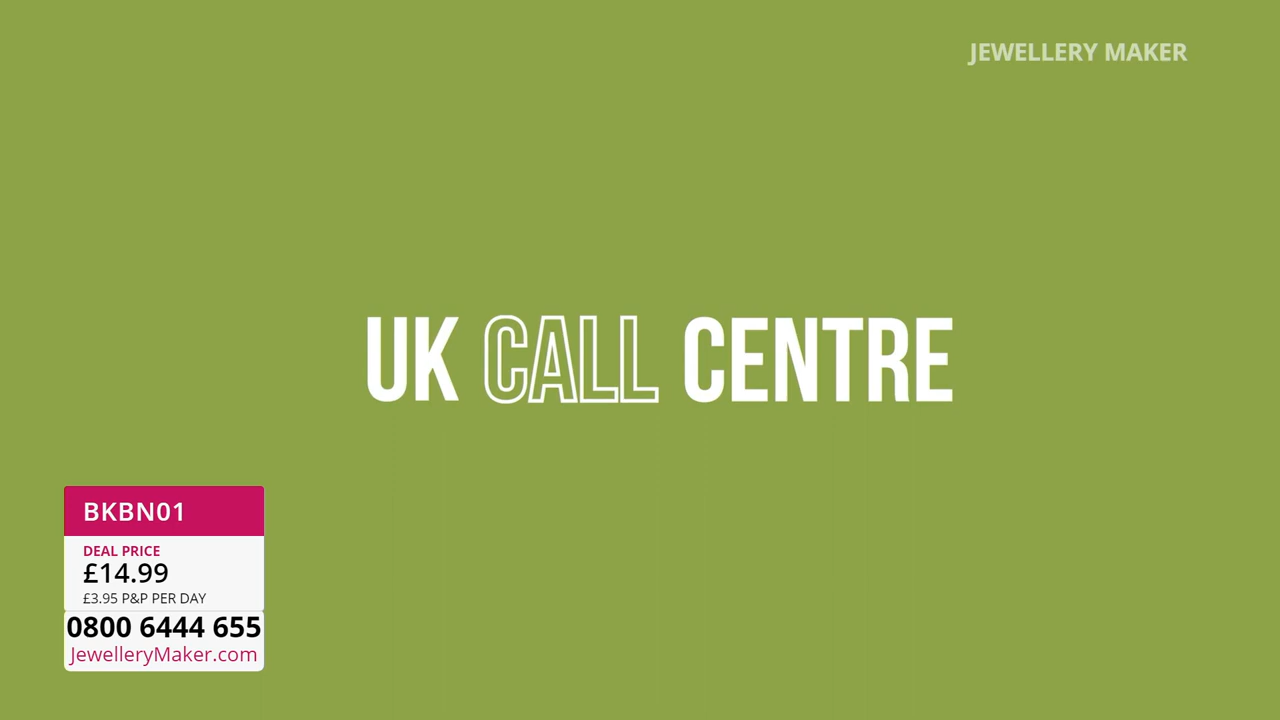 JEWELLERY MAKER
UK CALL CENTRE
BKBN01
DEAL PRICE
£14.99
£3.95 P&P PER DAY
0800 6444 655
JewelleryMaker.com